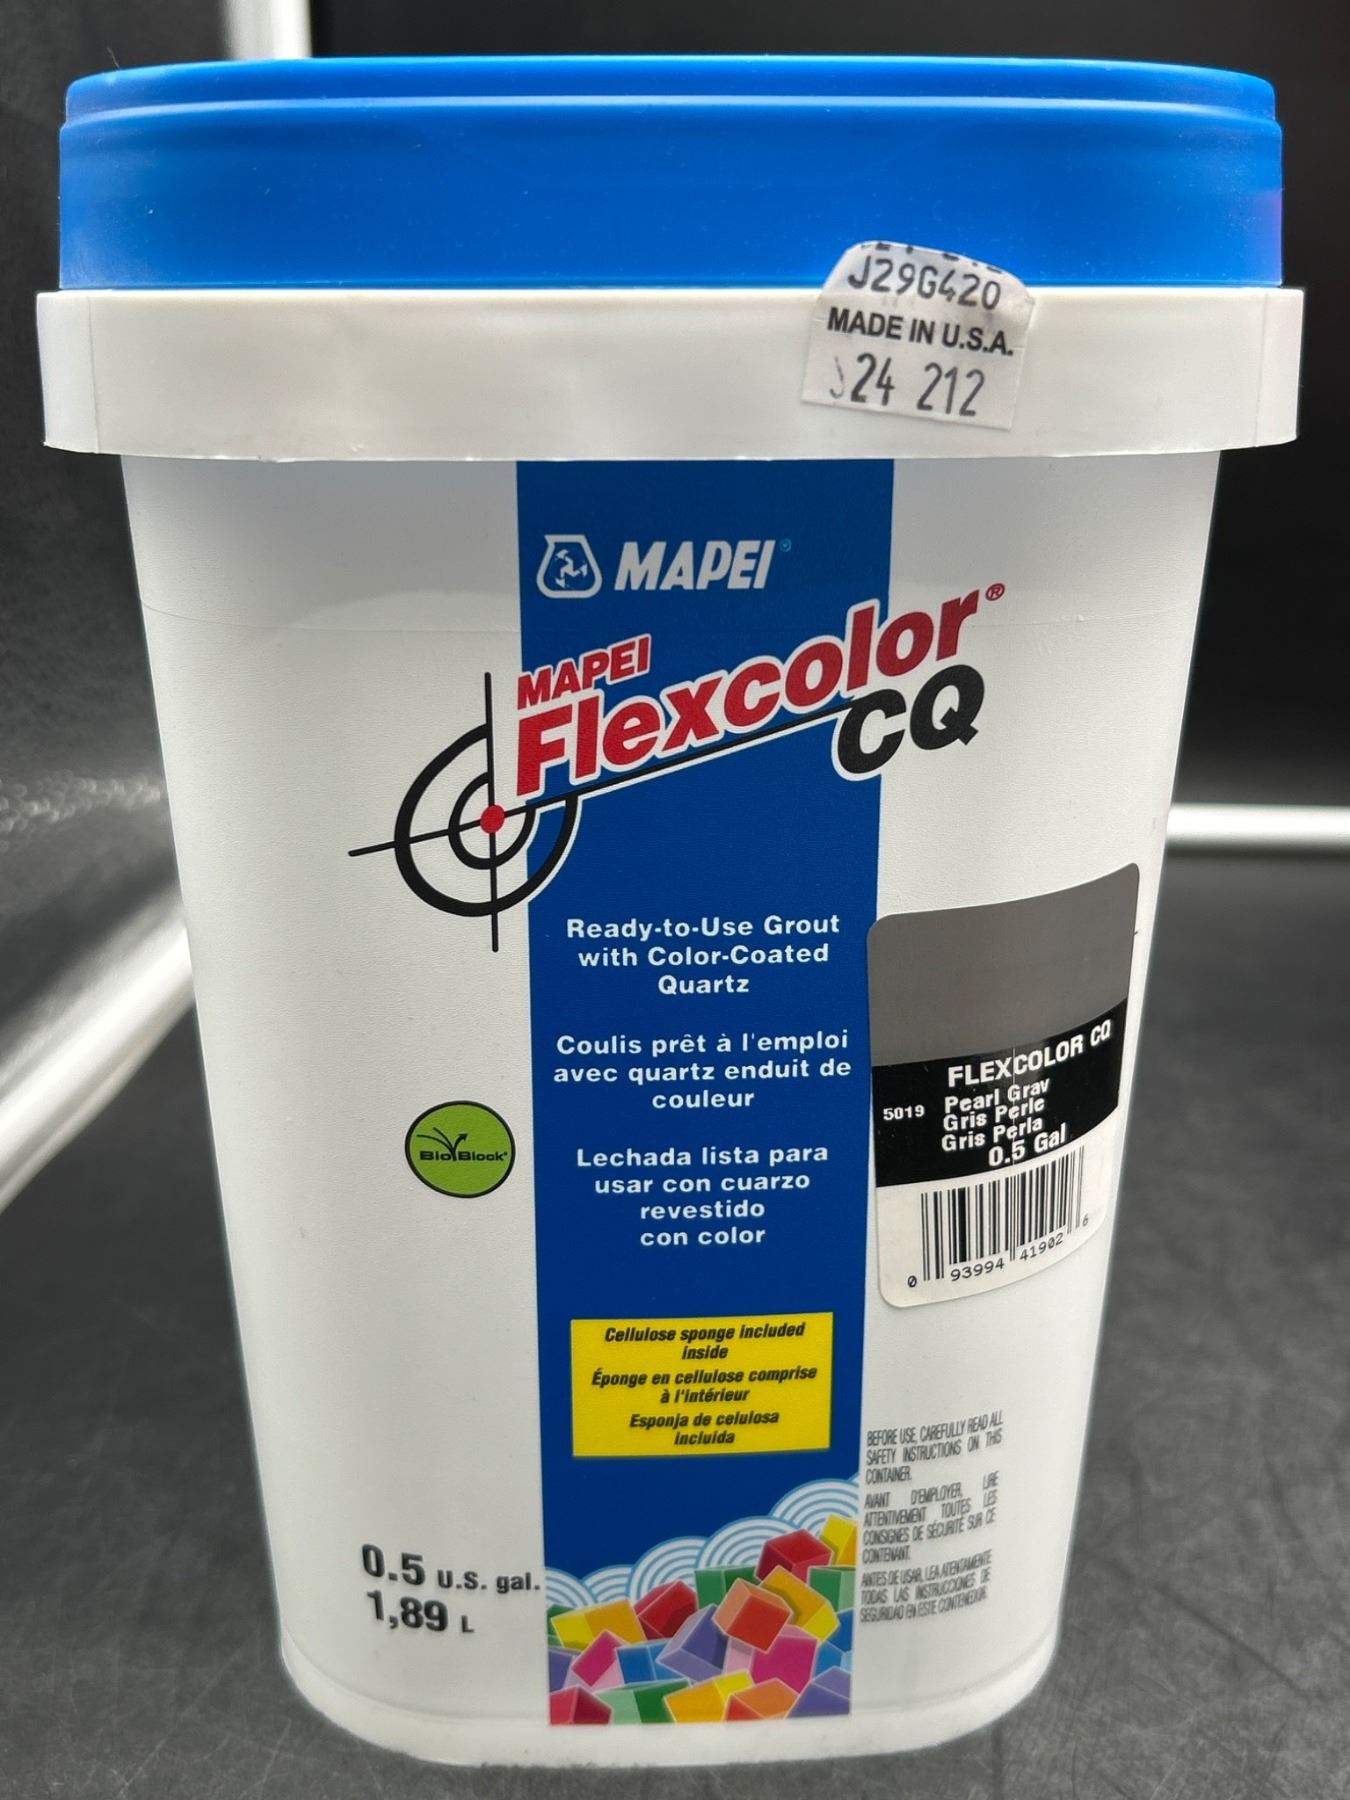 J29G420
MADE IN U.S.A.
24 212
MAPEI®
MAPEI
Flexcolor®
CQ
Ready-to-Use Grout
with Color-Coated
Quartz
Coulis prêt à l'emploi
avec quartz enduit de
couleur
Lechada lista para
usar con cuarzo
revestido
con color
BioBlock®
FLEXCOLOR CQ
5019 Pearl Gray
Gris Perle
Gris Perla
0.5 Gal
0 93994 41902 6
Cellulose sponge included
inside
Éponge en cellulose comprise
à l'intérieur
Esponja de celulosa
incluida
BEFORE USE, CAREFULLY READ ALL
SAFETY INSTRUCTIONS ON THIS
CONTAINER.
AVANT D'EMPLOYER, LIRE
ATTENTIVEMENT TOUTES LES
CONSIGNES DE SÉCURITÉ SUR CE
CONTENANT.
ANTES DE USAR, LEA ATENTAMENTE
TODAS LAS INSTRUCCIONES DE
SEGURIDAD EN ESTE CONTENEDOR.
0.5 U.S. gal.
1,89 L